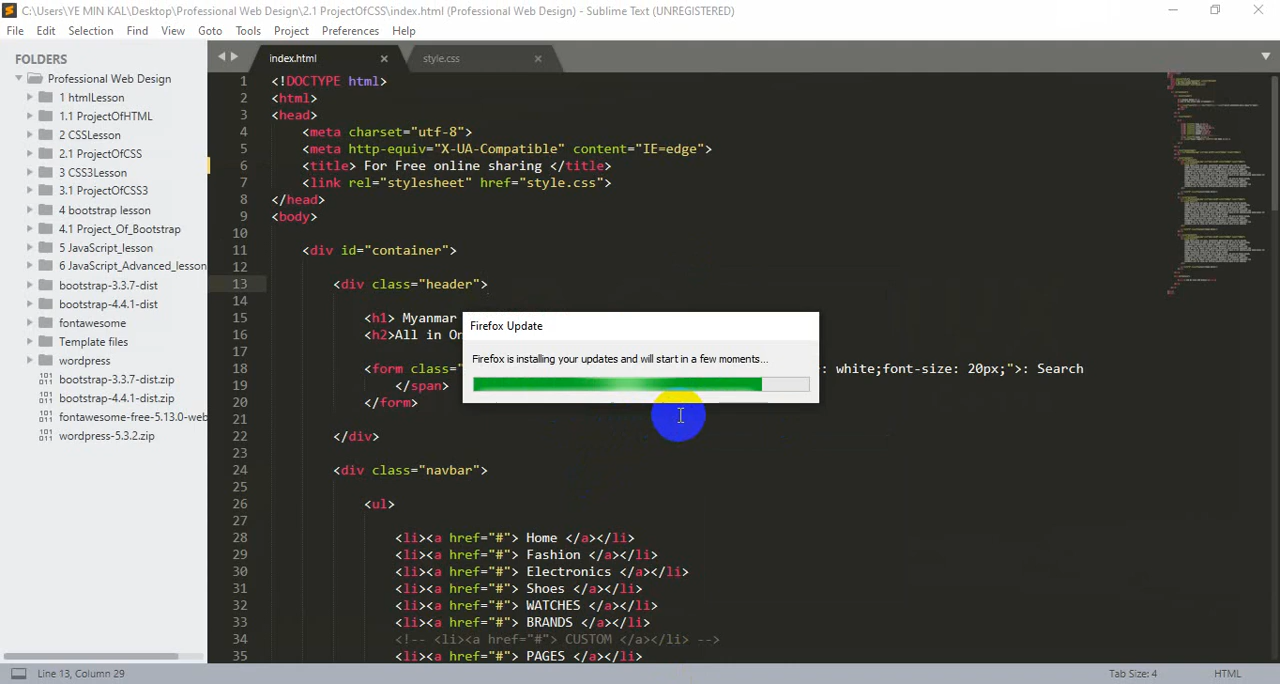 C:\Users\YE MIN KAL\Desktop\Professional Web Design\2.1 ProjectOfCSS\index.html (Professional Web Design) - Sublime Text (UNREGISTERED)
File Edit Selection Find View Goto Tools Project Preferences Help
FOLDERS
Professional Web Design
1 htmlLesson
1.1 ProjectOfHTML
2 CSSLesson
2.1 ProjectOfCSS
3 CSS3Lesson
3.1 ProjectOfCSS3
4 bootstrap lesson
4.1 Project_Of_Bootstrap
5 JavaScript_lesson
6 JavaScript_Advanced_lesson
bootstrap-3.3.7-dist
bootstrap-4.4.1-dist
fontawesome
Template files
wordpress
bootstrap-3.3.7-dist.zip
bootstrap-4.4.1-dist.zip
fontawesome-free-5.13.0-web
wordpress-5.3.2.zip
index.html style.css
1 <!DOCTYPE html>
2 <html>
3 <head>
4 <meta charset="utf-8">
5 <meta http-equiv="X-UA-Compatible" content="IE=edge">
6 <title> For Free online sharing </title>
7 <link rel="stylesheet" href="style.css">
8 </head>
9 <body>
10
11 <div id="container">
12
13 <div class="header">
14
15 <h1> Myanmar
16 <h2>All in On
17
18 <form class=" : white;font-size: 20px;">: Search
19 </span>
20 </form>
21
22 </div>
23
24 <div class="navbar">
25
26 <ul>
27
28 <li><a href="#"> Home </a></li>
29 <li><a href="#"> Fashion </a></li>
30 <li><a href="#"> Electronics </a></li>
31 <li><a href="#"> Shoes </a></li>
32 <li><a href="#"> WATCHES </a></li>
33 <li><a href="#"> BRANDS </a></li>
34 <!-- <li><a href="#"> CUSTOM </a></li> -->
35 <li><a href="#"> PAGES </a></li>
Firefox Update
Firefox is installing your updates and will start in a few moments...
Line 13, Column 29 Tab Size: 4 HTML